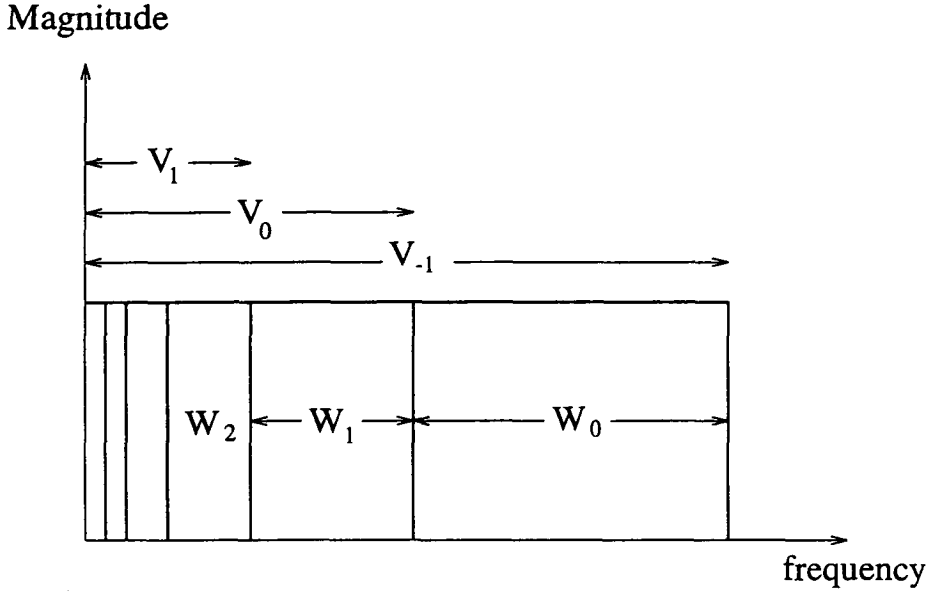 Magnitude
V₁
V₀
V₋₁
W₂ W₁ W₀
frequency